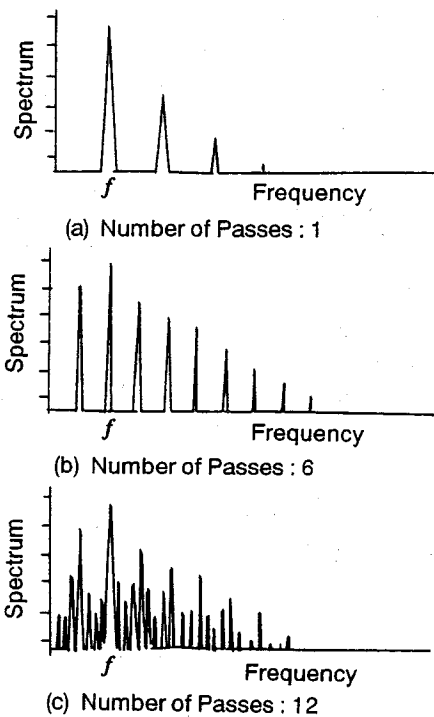 Spectrum
f
Frequency
(a) Number of Passes : 1
Spectrum
f
Frequency
(b) Number of Passes : 6
Spectrum
f
Frequency
(c) Number of Passes : 12